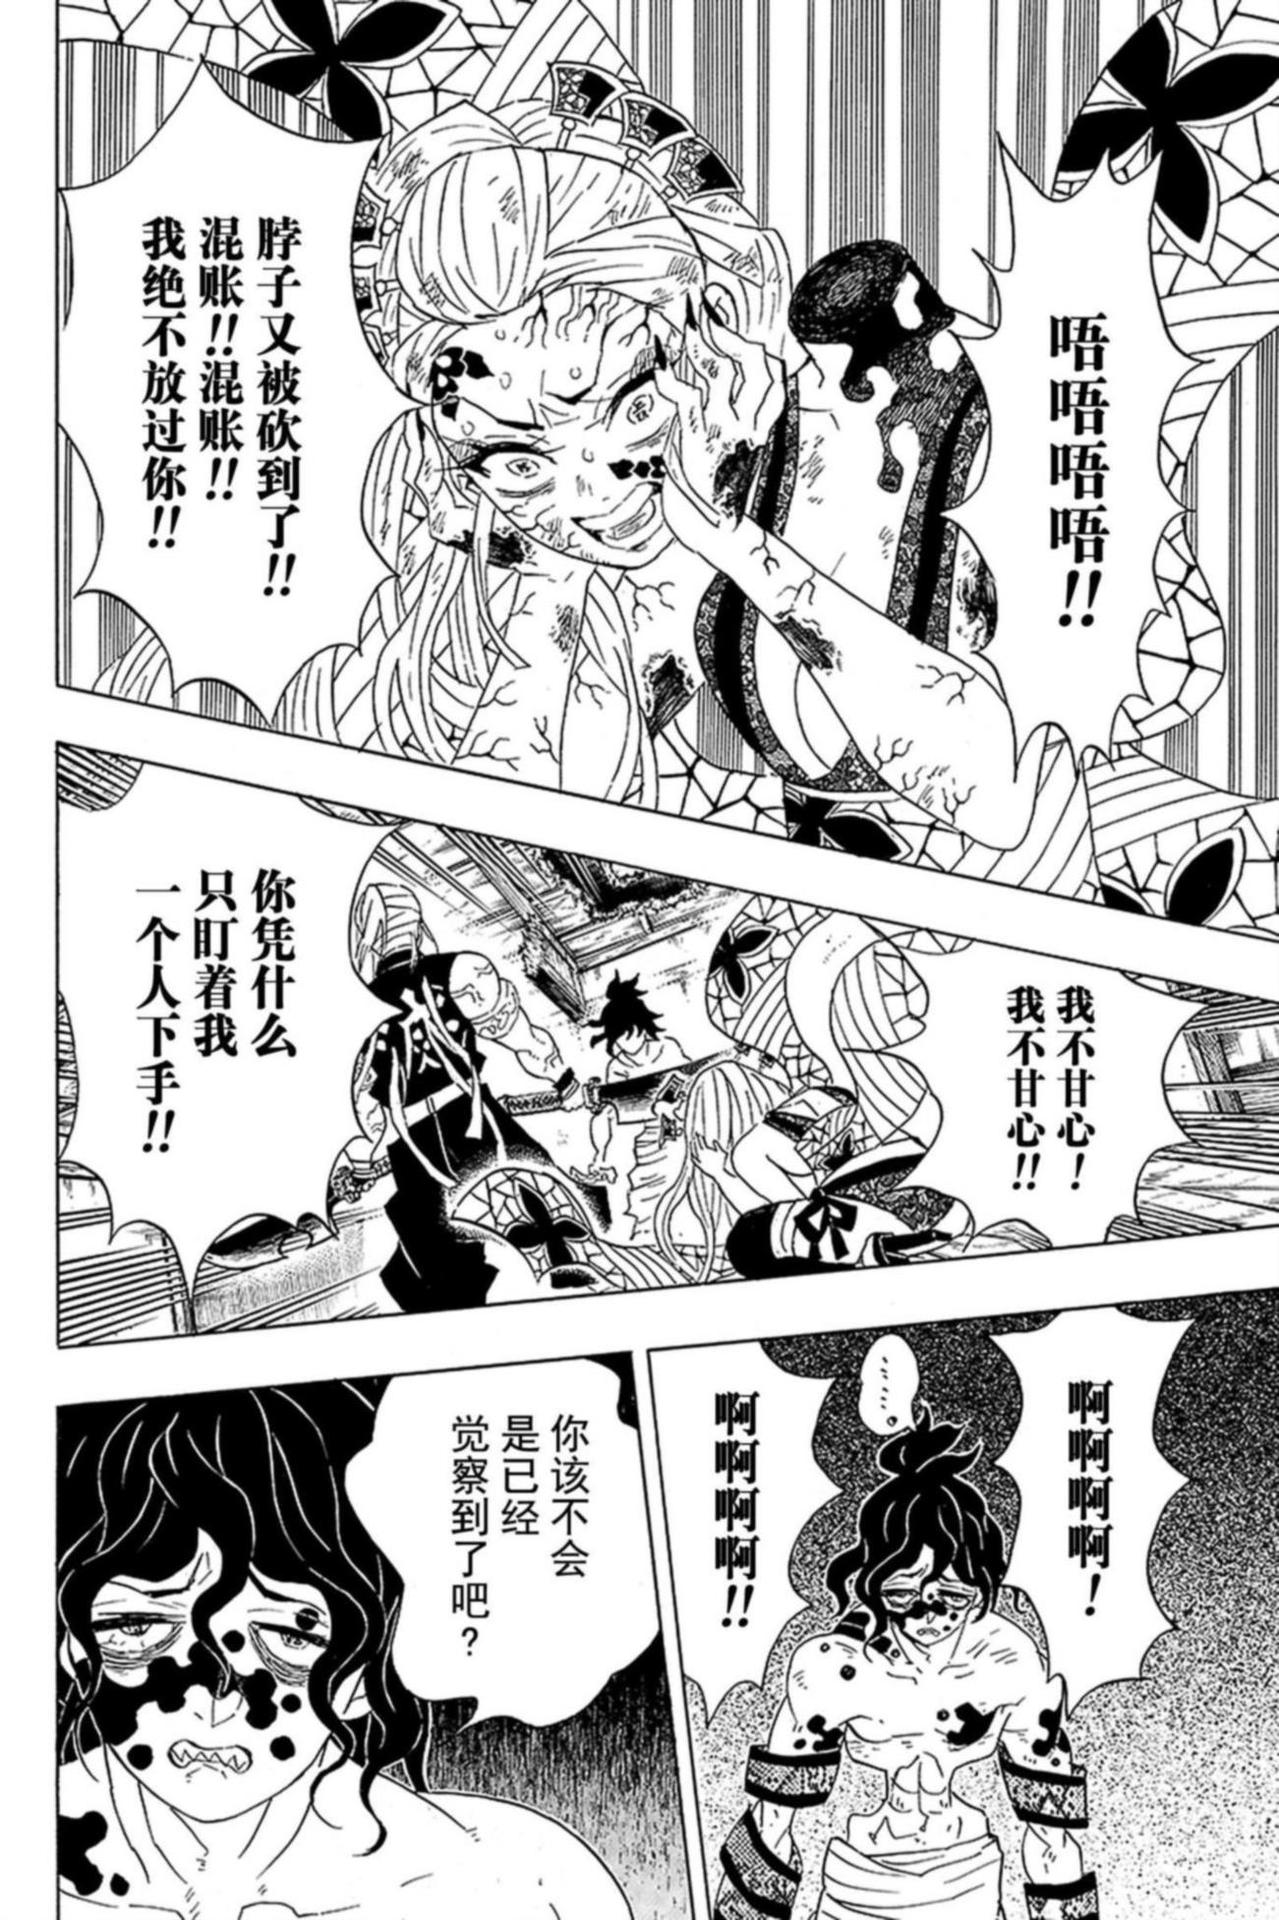 唔唔唔唔!!
脖子又被砍到了!!
混账!!混账!!
我绝不放过你!!
我不甘心!
我不甘心!!
你凭什么
只盯着我
一个人下手!!
啊啊啊啊!
……
啊啊啊啊!!
你该不会
是已经
觉察到了吧?